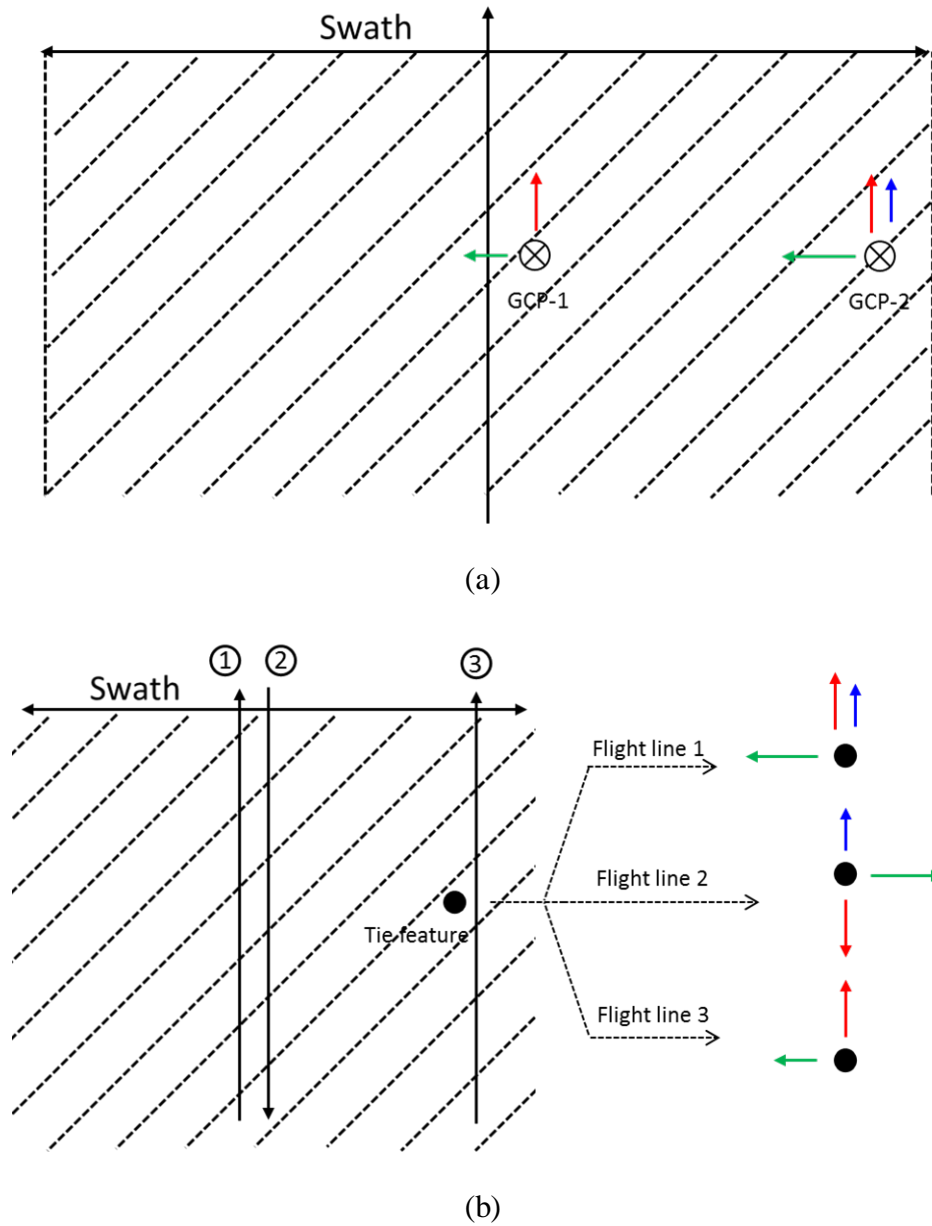 Swath
GCP-1
GCP-2
(a)
① ② ③
Swath
Flight line 1
Flight line 2
Tie feature
Flight line 3
(b)